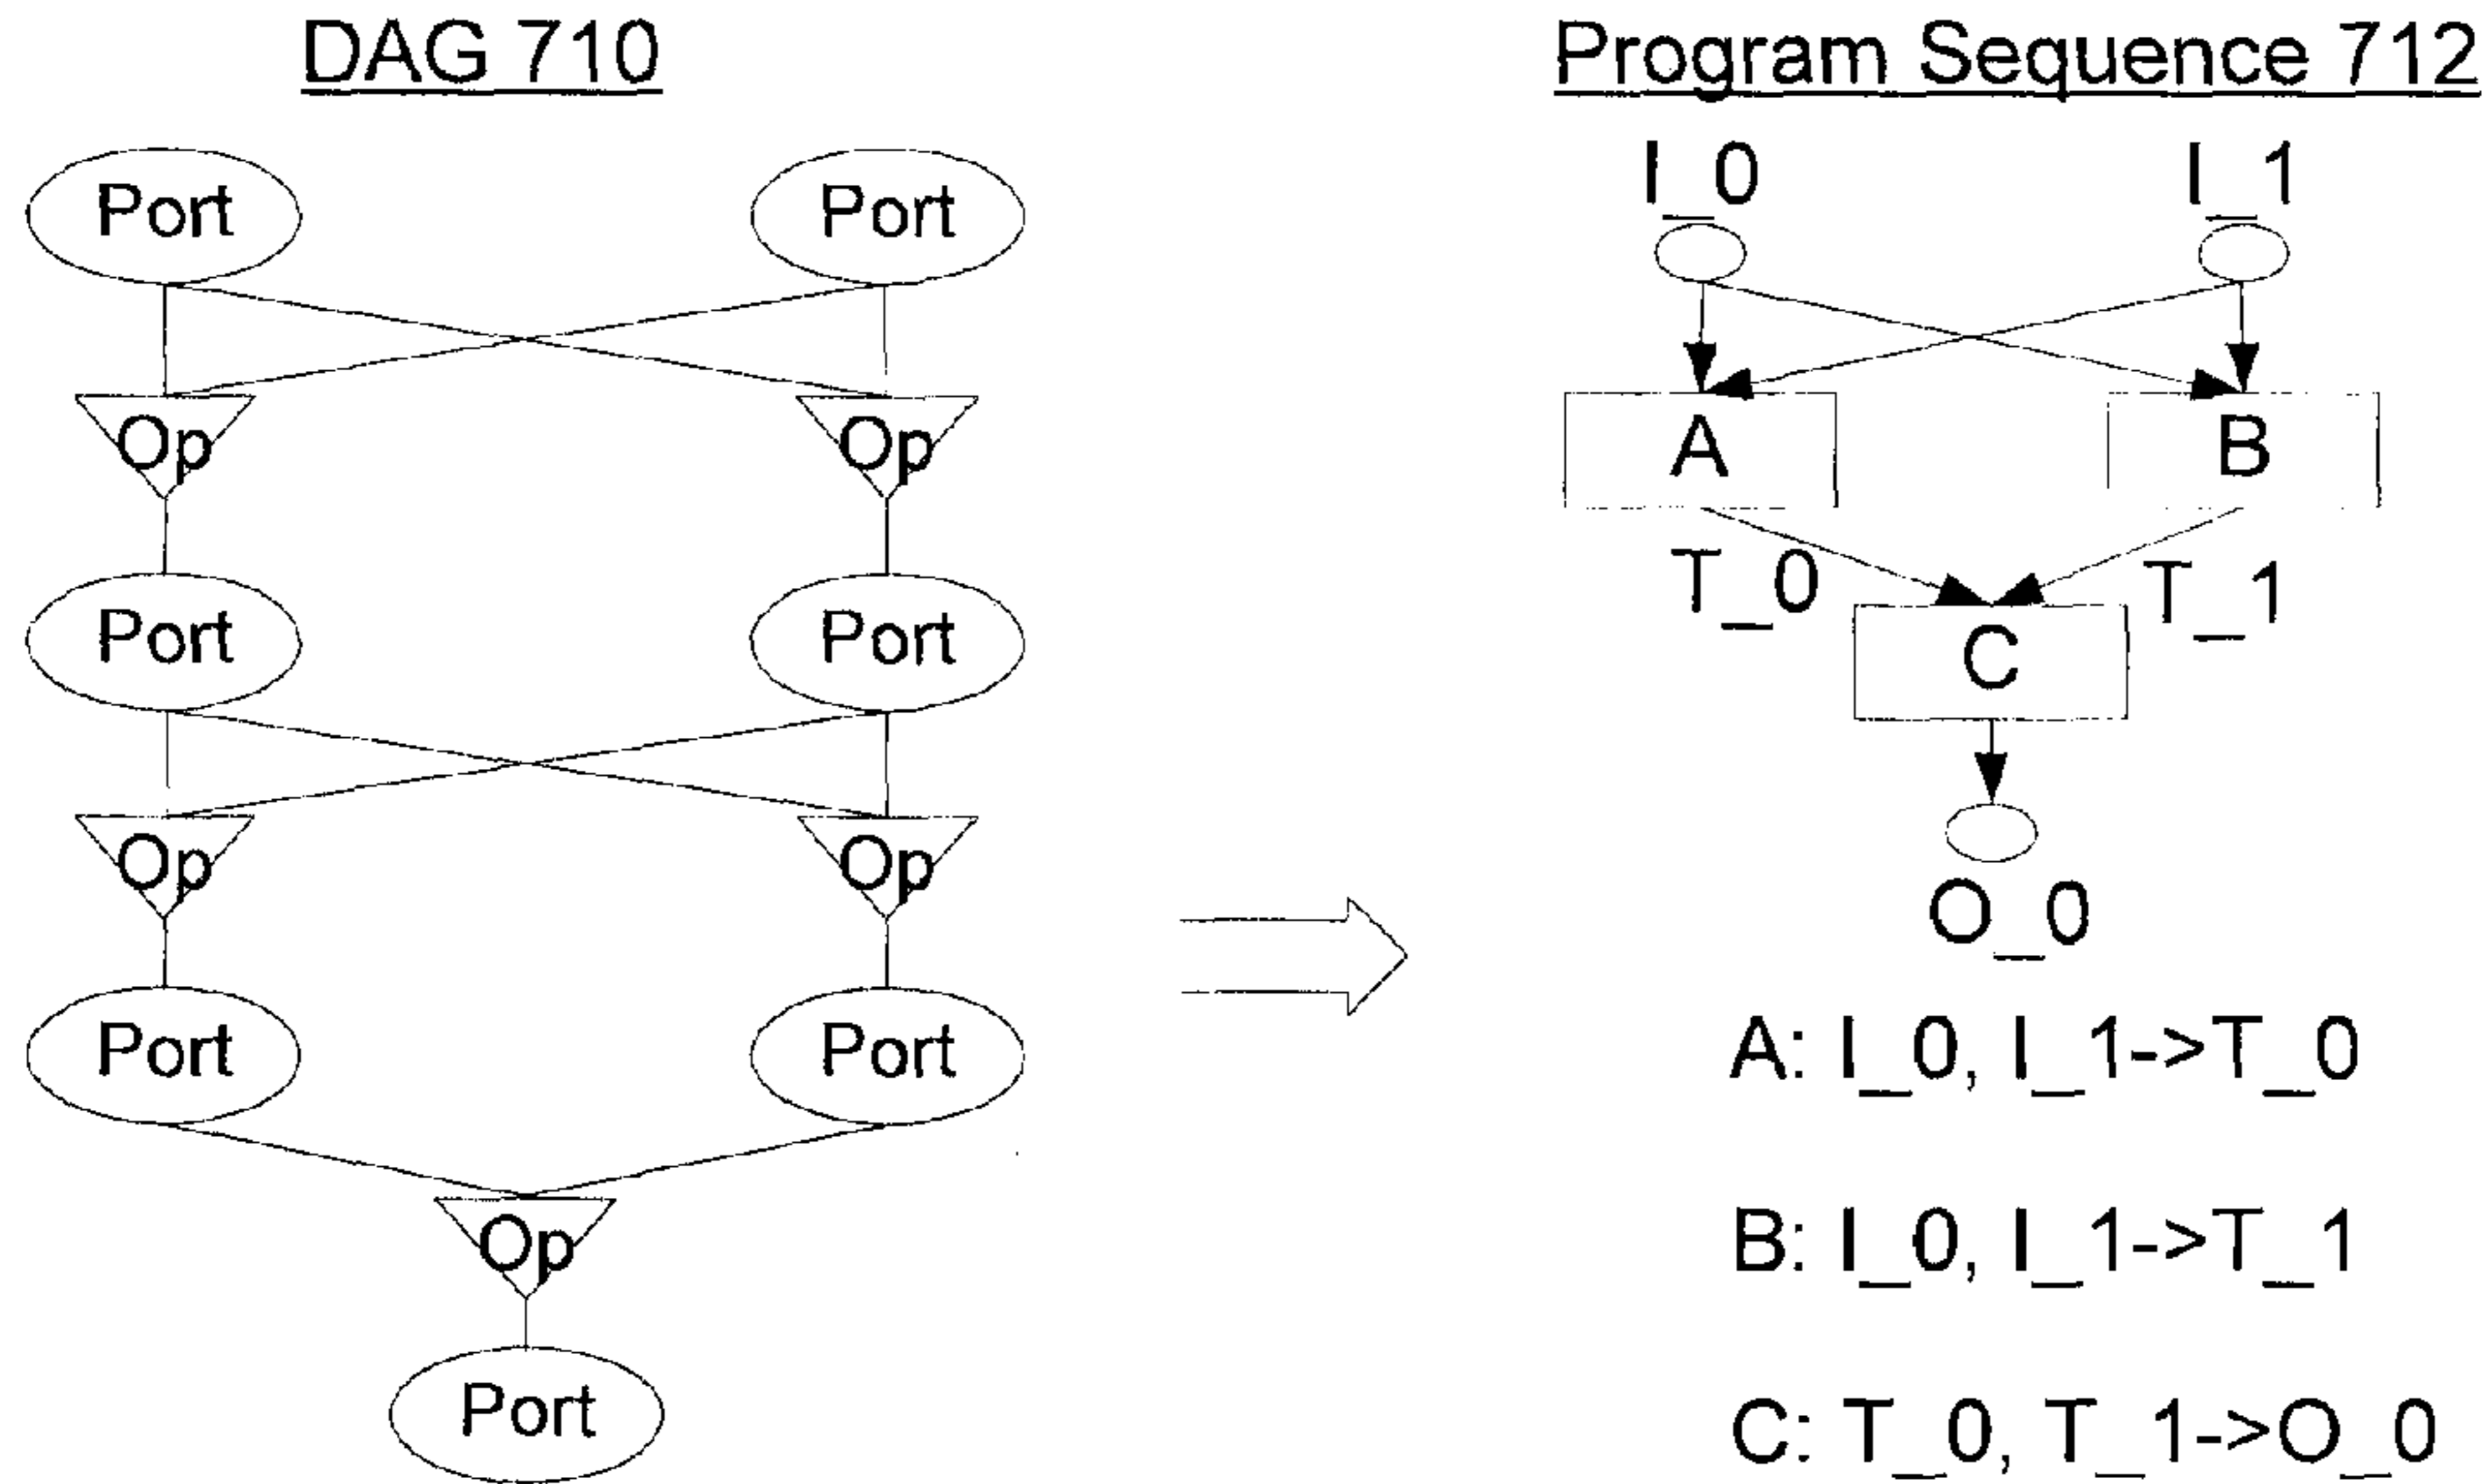 DAG 710
Port Port
Op Op
Port Port
Op Op
Port Port
Op
Port
Program Sequence 712
I_0 I_1
A B
T_0 T_1
C
O_0
A: I_0, I_1->T_0
B: I_0, I_1->T_1
C: T_0, T_1->O_0